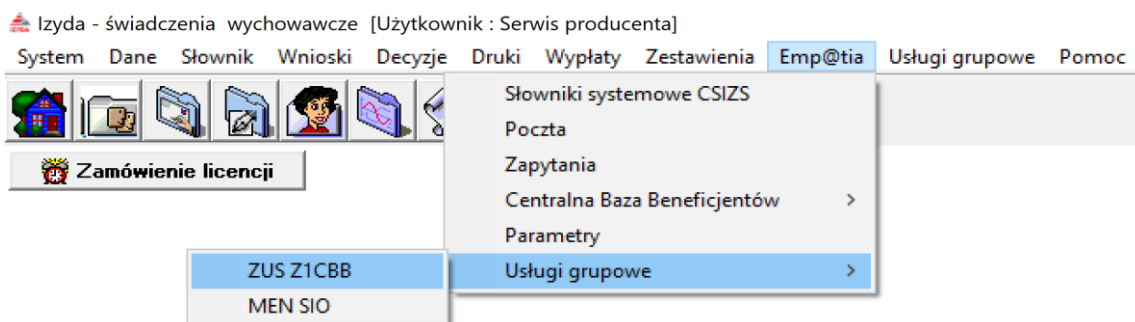 Izyda - świadczenia wychowawcze [Użytkownik : Serwis producenta]
System Dane Słownik Wnioski Decyzje Druki Wypłaty Zestawienia Emp@tia Usługi grupowe Pomoc
Słowniki systemowe CSIZS
Poczta
Zamówienie licencji
Zapytania
Centralna Baza Beneficjentów >
Parametry
Usługi grupowe >
ZUS Z1CBB
MEN SIO